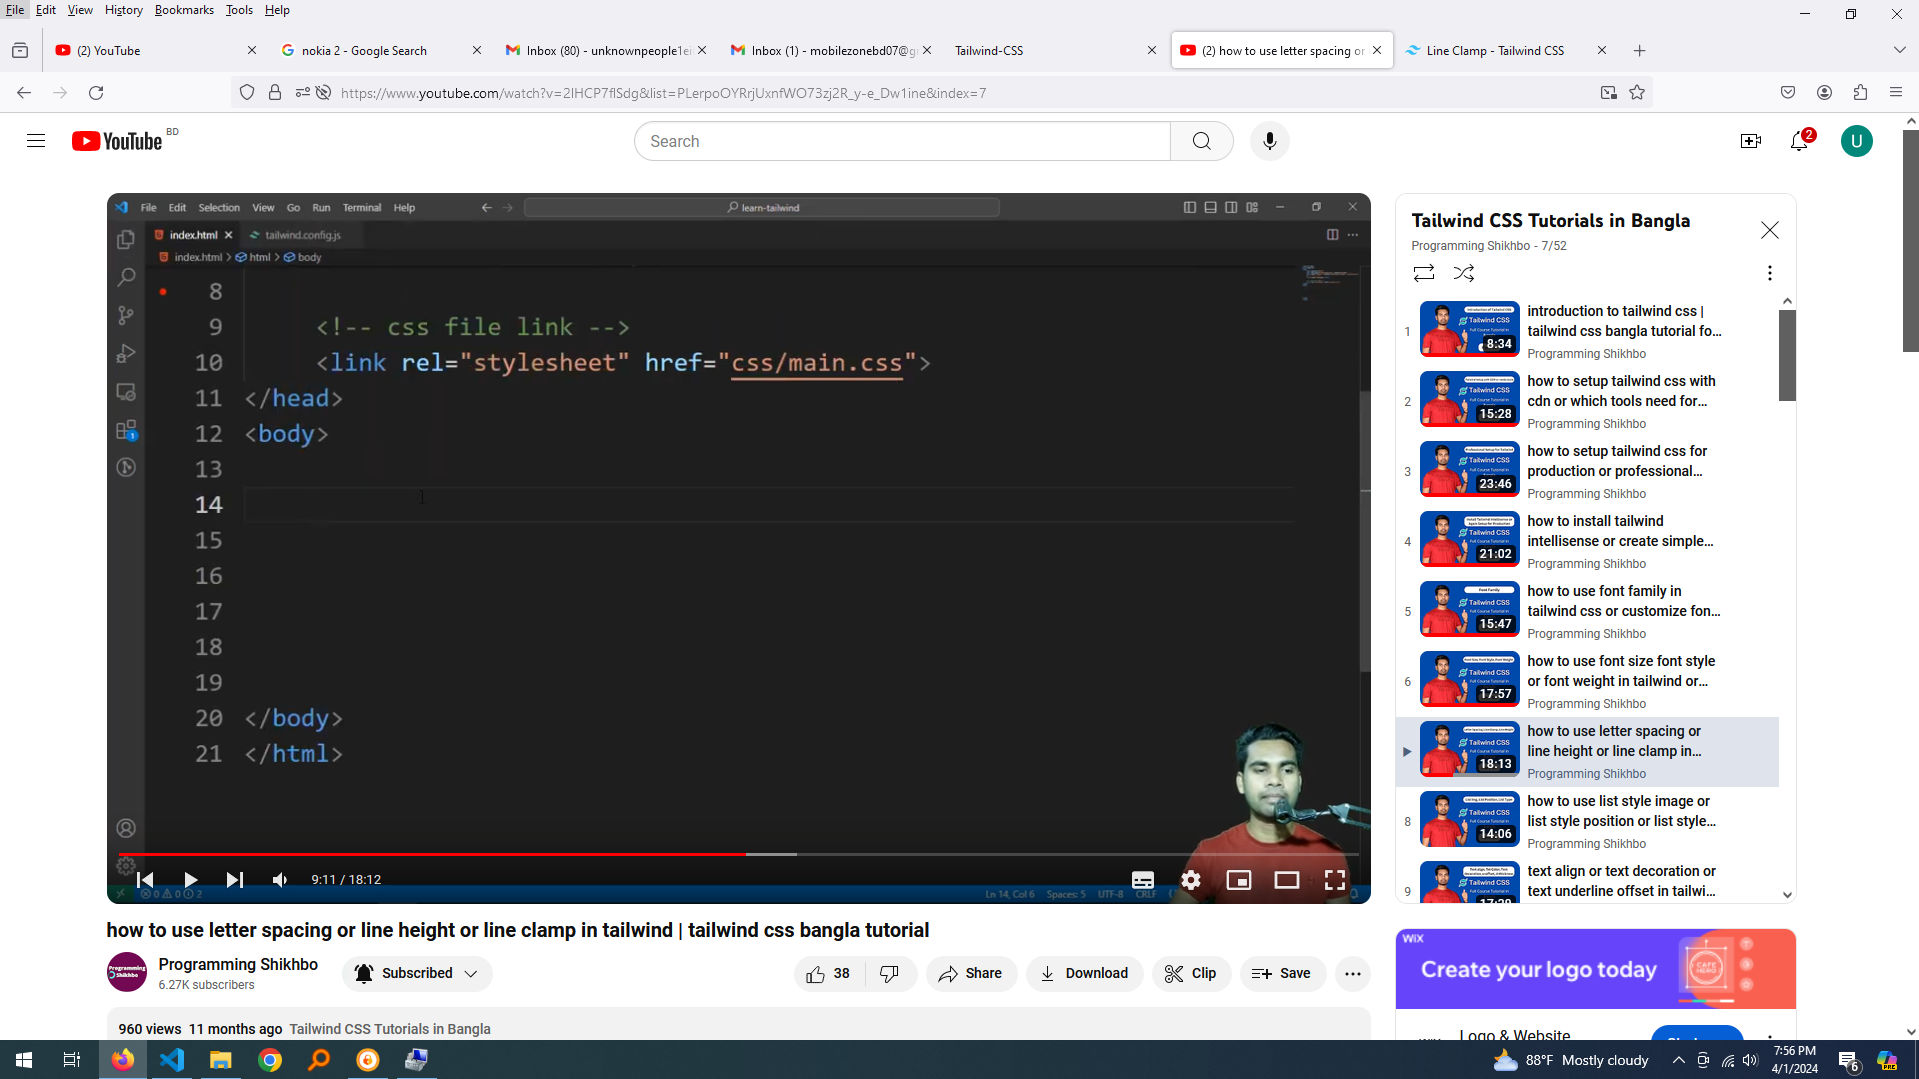 File Edit View History Bookmarks Tools Help
(2) YouTube
nokia 2 - Google Search
Inbox (80) - unknownpeople1ei
Inbox (1) - mobilezonebd07@g
Tailwind-CSS
(2) how to use letter spacing or
Line Clamp - Tailwind CSS
YouTube BD
Search
2
U
File Edit Selection View Go Run Terminal Help
learn-tailwind
index.html
tailwind.config.js
index.html > html > body
8
9 <!-- css file link -->
10 <link rel="stylesheet" href="css/main.css">
11 </head>
12 <body>
13
14
15
16
17
18
19
20 </body>
21 </html>
9:11 / 18:12
Ln 14, Col 6 Spaces: 5 UTF-8 CRLF
how to use letter spacing or line height or line clamp in tailwind | tailwind css bangla tutorial
Programming Shikhbo
6.27K subscribers
Subscribed
38
Share
Download
Clip
Save
960 views 11 months ago Tailwind CSS Tutorials in Bangla
Tailwind CSS Tutorials in Bangla
Programming Shikhbo - 7/52
1
8:34
introduction to tailwind css |
tailwind css bangla tutorial fo...
Programming Shikhbo
2
15:28
how to setup tailwind css with
cdn or which tools need for...
Programming Shikhbo
3
23:46
how to setup tailwind css for
production or professional...
Programming Shikhbo
4
21:02
how to install tailwind
intellisense or create simple...
Programming Shikhbo
5
15:47
how to use font family in
tailwind css or customize fon...
Programming Shikhbo
6
17:57
how to use font size font style
or font weight in tailwind or...
Programming Shikhbo
18:13
how to use letter spacing or
line height or line clamp in...
Programming Shikhbo
8
14:06
how to use list style image or
list style position or list style...
Programming Shikhbo
9
text align or text decoration or
text underline offset in tailwi...
WiX
Create your logo today
CAFE
HERO
Logo & Website
88°F Mostly cloudy
7:56 PM
4/1/2024
6